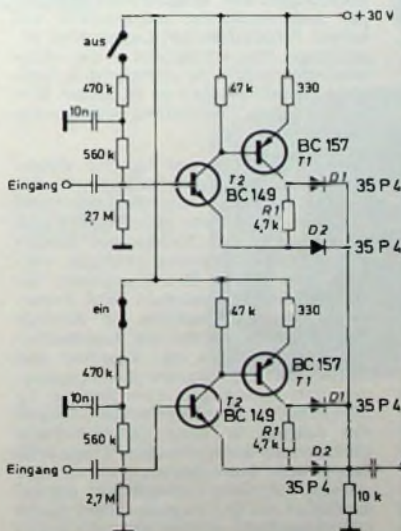 +30 V
aus
470 k
47 k
330
10n
BC 157
T1
560 k
T2
D1
35 P 4
Eingang
BC 149
R1
4,7 k
D2
35 P 4
2,7 M
ein
47 k
330
470 k
BC 157
T1
10n
T2
D1
35 P 4
BC 149
R1
4,7 k
560 k
D2
Eingang
35 P 4
2,7 M
10 k